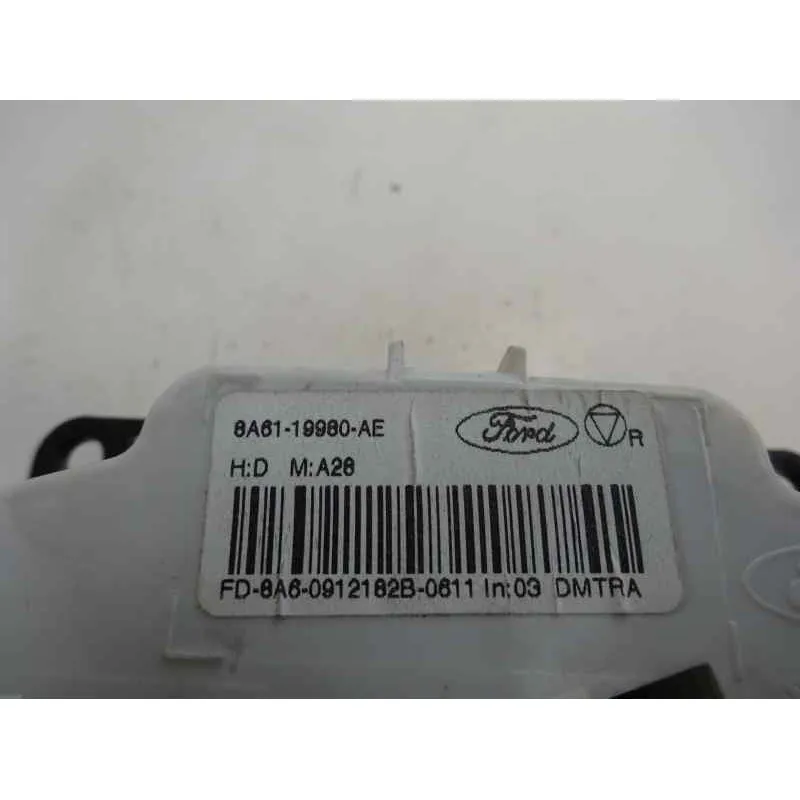 8A61-19980-AE
Ford
R
H:D M:A26
FD-8A6-0912182B-0611 In:03 DMTRA